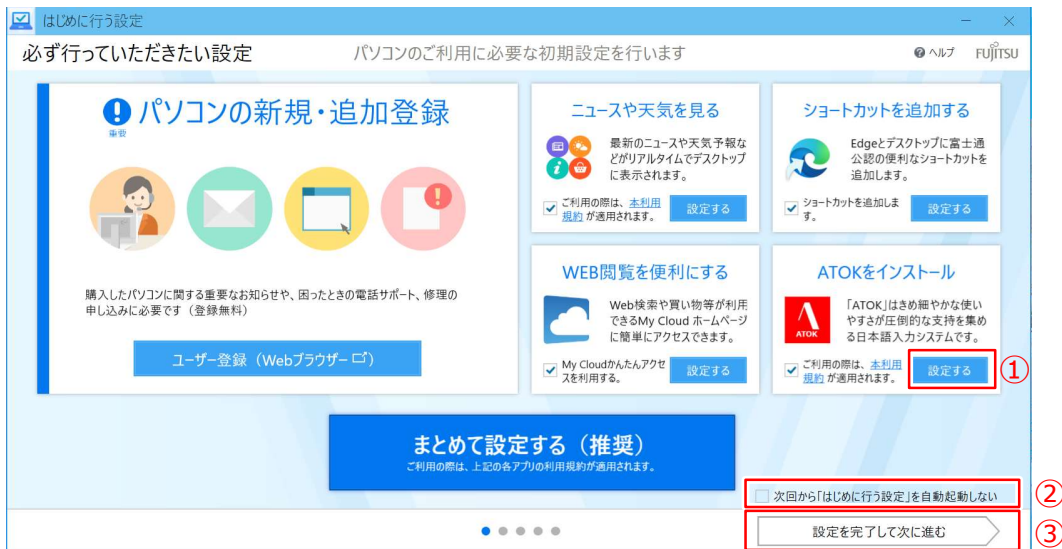 はじめに行う設定
必ず行っていただきたい設定
パソコンのご利用に必要な初期設定を行います
ヘルプ
FUJITSU
パソコンの新規・追加登録
重要
購入したパソコンに関する重要なお知らせや、困ったときの電話サポート、修理の
申し込みに必要です（登録無料）
ユーザー登録（Webブラウザー）
ニュースや天気を見る
最新のニュースや天気予報な
どがリアルタイムでデスクトップ
に表示されます。
ご利用の際は、本利用
規約 が適用されます。
設定する
ショートカットを追加する
Edgeとデスクトップに富士通
公認の便利なショートカットを
追加します。
ショートカットを追加しま
す。
設定する
WEB閲覧を便利にする
Web検索や買い物等が利用
できるMy Cloud ホームページ
に簡単にアクセスできます。
My Cloudかんたんアクセ
スを利用する。
設定する
ATOKをインストール
ATOK
「ATOK」はきめ細やかな使い
やすさが圧倒的な支持を集め
る日本語入力システムです。
ご利用の際は、本利用
規約 が適用されます。
設定する
①
まとめて設定する（推奨）
ご利用の際は、上記の各アプリの利用規約が適用されます。
次回から「はじめに行う設定」を自動起動しない
②
設定を完了して次に進む
③